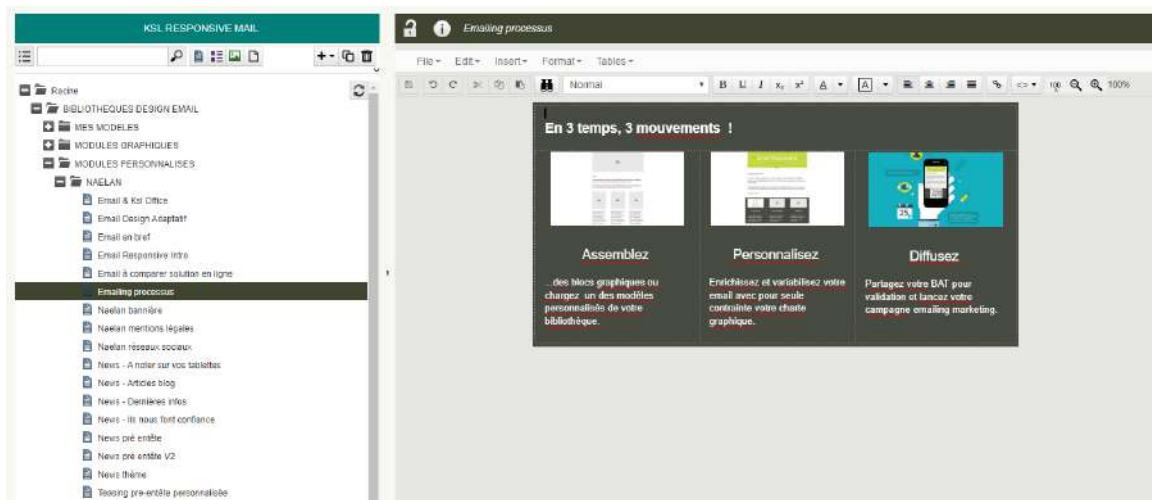 KSL RESPONSIVE MAIL
Emailing processus
File Edit Insert Format Tables
Normal
B U I x₂ x² A A 100 100%
Racine
BIBLIOTHEQUES DESIGN EMAIL
MES MODELES
MODULES GRAPHIQUES
MODULES PERSONNALISES
NAELAN
Email & Ksl Office
Email Design Adaptatif
Email en bref
Email Responsive Intro
Email à comparer solution en ligne
Emailing processus
Naelan bannière
Naelan mentions légales
Naelan réseaux sociaux
News - A noter sur vos tablettes
News - Articles blog
News - Dernières infos
News - Ils nous font confiance
News pré entête
News pré entête V2
News thème
Teasing pre-entête personnalisée
En 3 temps, 3 mouvements !
25
Assemblez
...des blocs graphiques ou
chargez un des modèles
personnalisés de votre
bibliothèque.
Personnalisez
Enrichissez et variabilisez votre
email avec pour seule
contrainte votre charte
graphique.
Diffusez
Partagez votre BAT pour
validation et lancez votre
campagne emailing marketing.